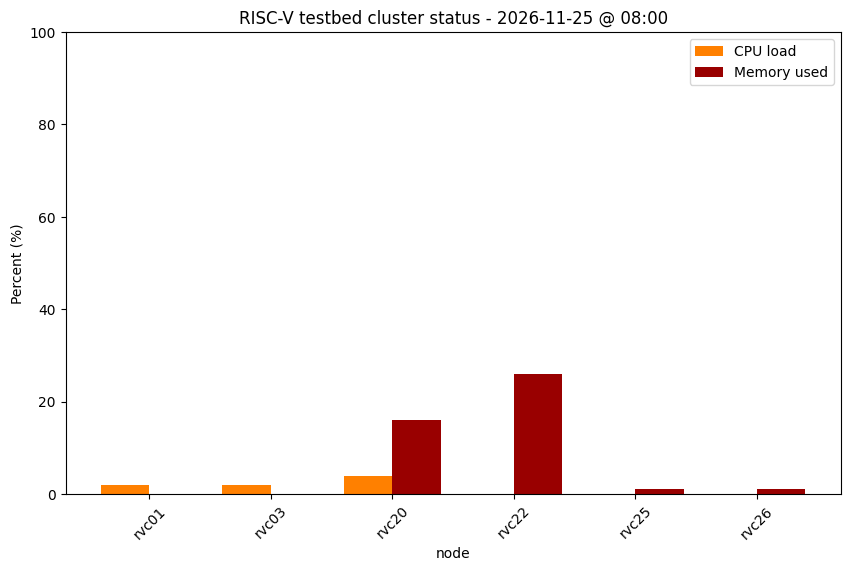 RISC-V testbed cluster status - 2026-11-25 @ 08:00
CPU load
Memory used
Percent (%)
100
80
60
40
20
0
rvc01
rvc03
rvc20
rvc22
rvc25
rvc26
node